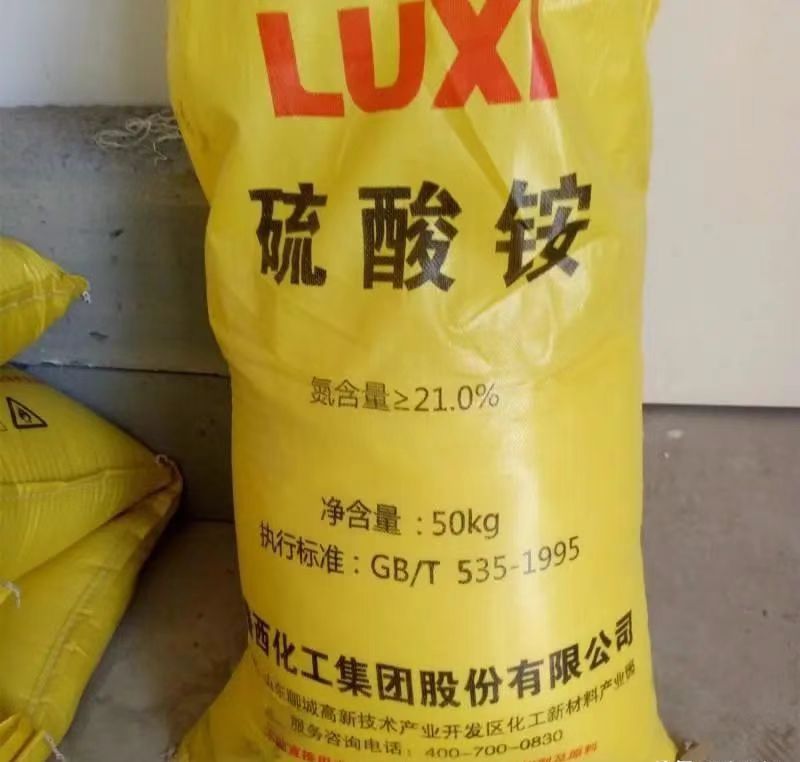 LUXI
硫酸铵
氮含量≥21.0%
净含量:50kg
执行标准:GB/T 535-1995
鲁西化工集团股份有限公司
山东聊城高新技术产业开发区化工新材料产业园
服务咨询电话:400-700-0830